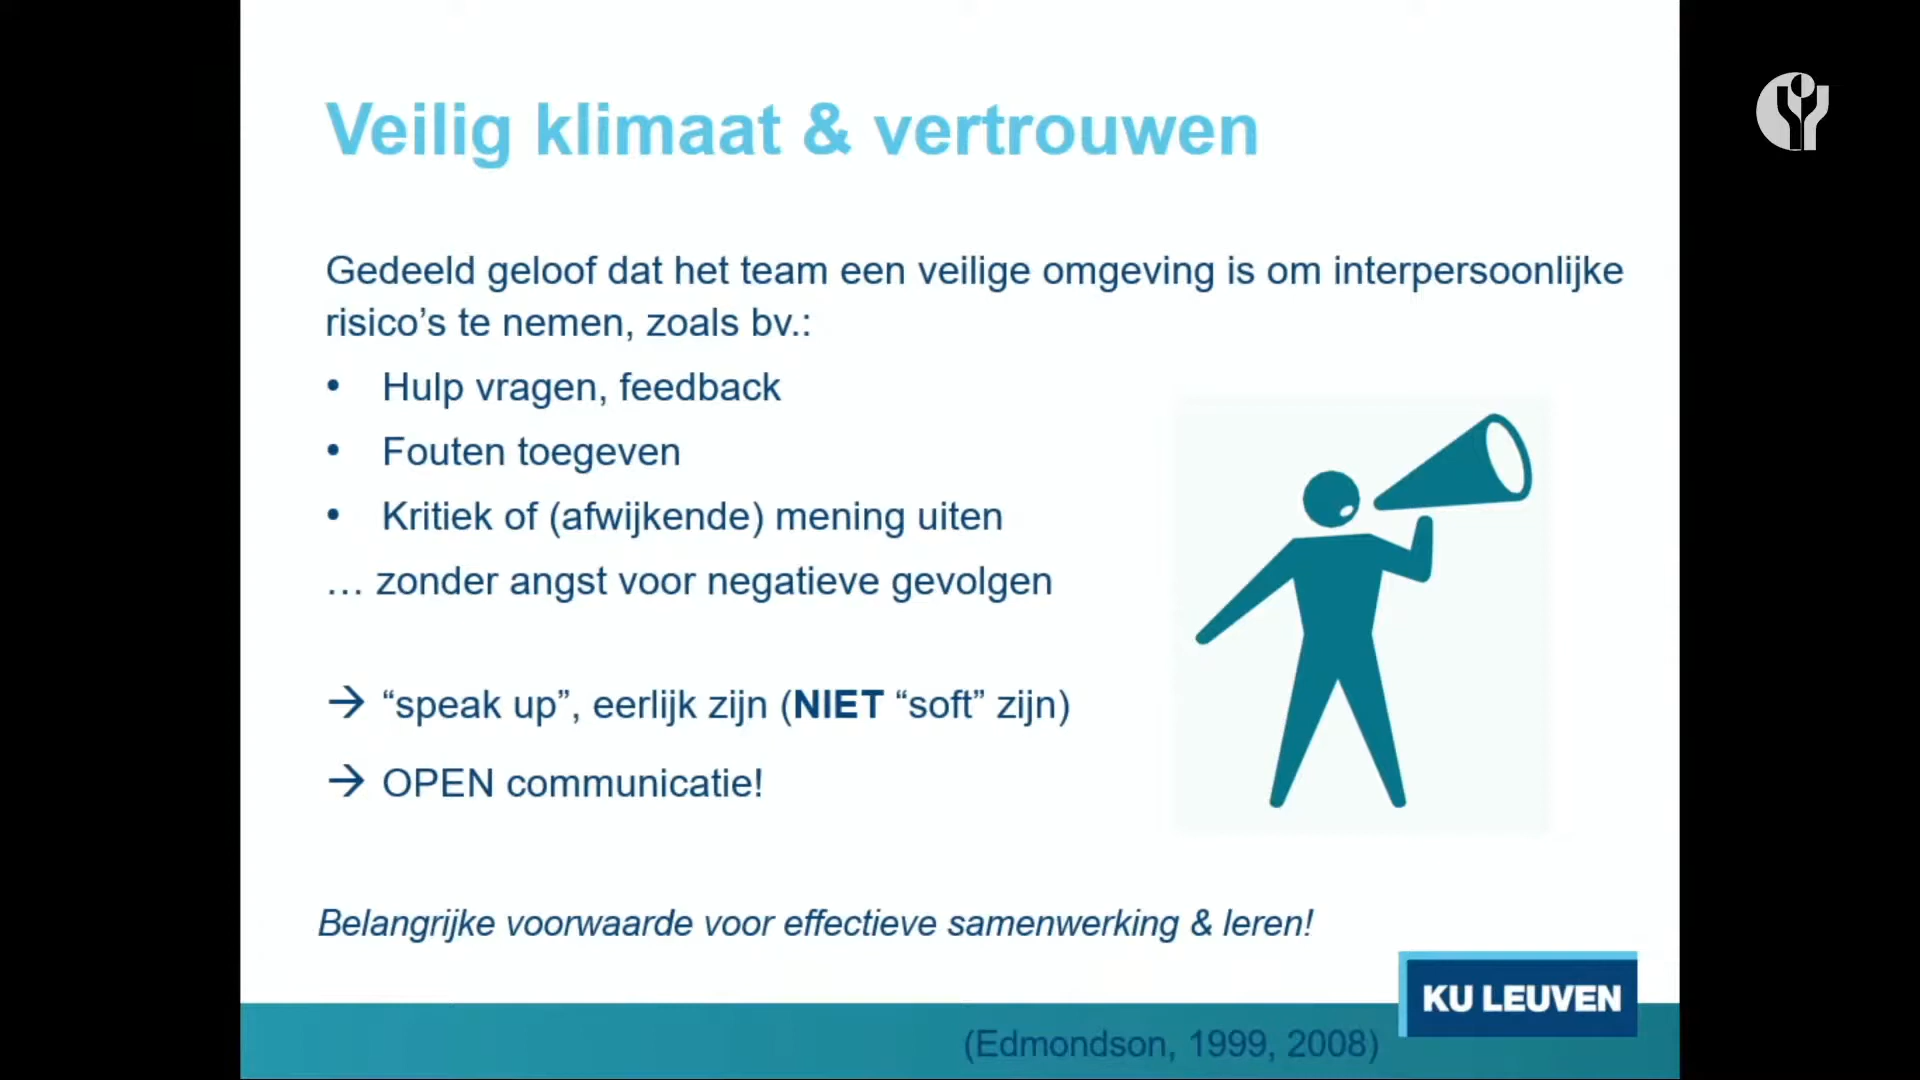 Veilig klimaat & vertrouwen
Gedeeld geloof dat het team een veilige omgeving is om interpersoonlijke
risico’s te nemen, zoals bv.:
• Hulp vragen, feedback
• Fouten toegeven
• Kritiek of (afwijkende) mening uiten
… zonder angst voor negatieve gevolgen
→ “speak up”, eerlijk zijn (NIET “soft” zijn)
→ OPEN communicatie!
Belangrijke voorwaarde voor effectieve samenwerking & leren!
KU LEUVEN
(Edmondson, 1999, 2008)